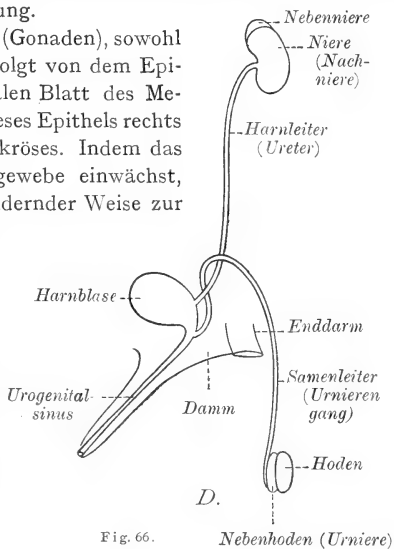 ung.
(Gonaden), sowohl
olgt von dem Epi-
alen Blatt des Me-
eses Epithels rechts
kröses. Indem das
gewebe einwächst,
dernder Weise zur
Nebenniere
Niere
(Nach-
niere)
Harnleiter
(Ureter)
Harnblase
Enddarm
Urogenital-
sinus
Damm
Samenleiter
(Urnieren
gang)
Hoden
D.
Fig. 66.
Nebenhoden (Urniere)